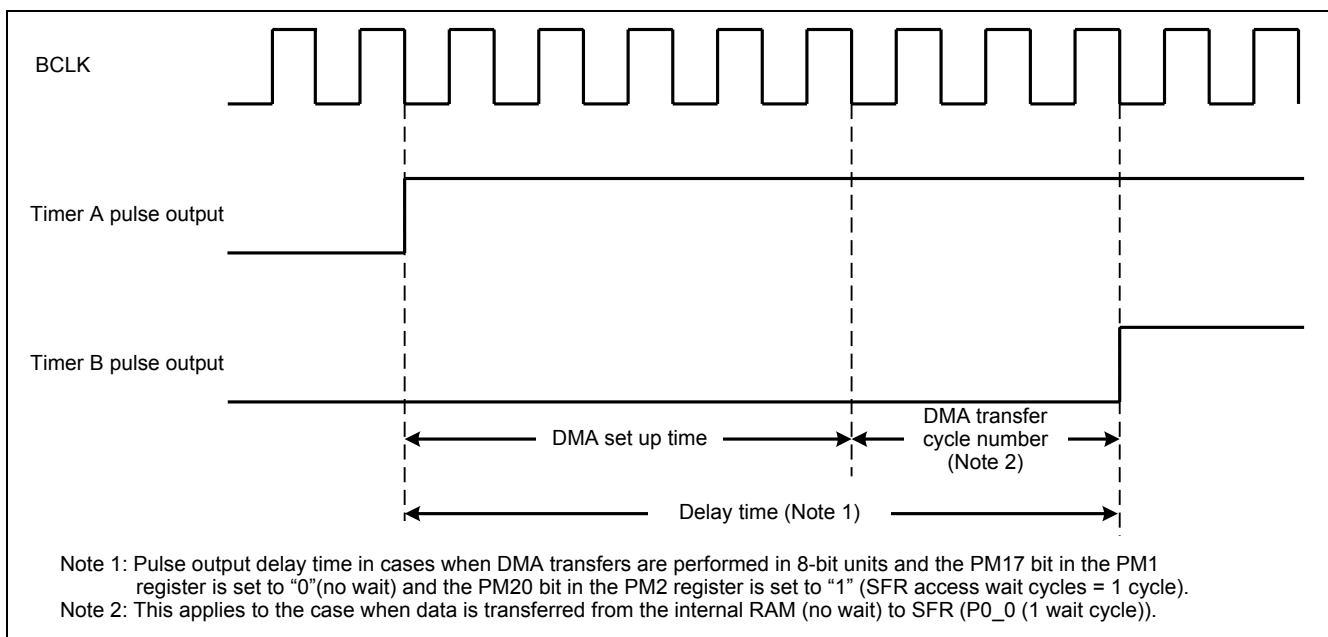 BCLK
Timer A pulse output
Timer B pulse output
DMA set up time
DMA transfer
cycle number
(Note 2)
Delay time (Note 1)
Note 1: Pulse output delay time in cases when DMA transfers are performed in 8-bit units and the PM17 bit in the PM1
register is set to “0”(no wait) and the PM20 bit in the PM2 register is set to “1” (SFR access wait cycles = 1 cycle).
Note 2: This applies to the case when data is transferred from the internal RAM (no wait) to SFR (P0_0 (1 wait cycle)).